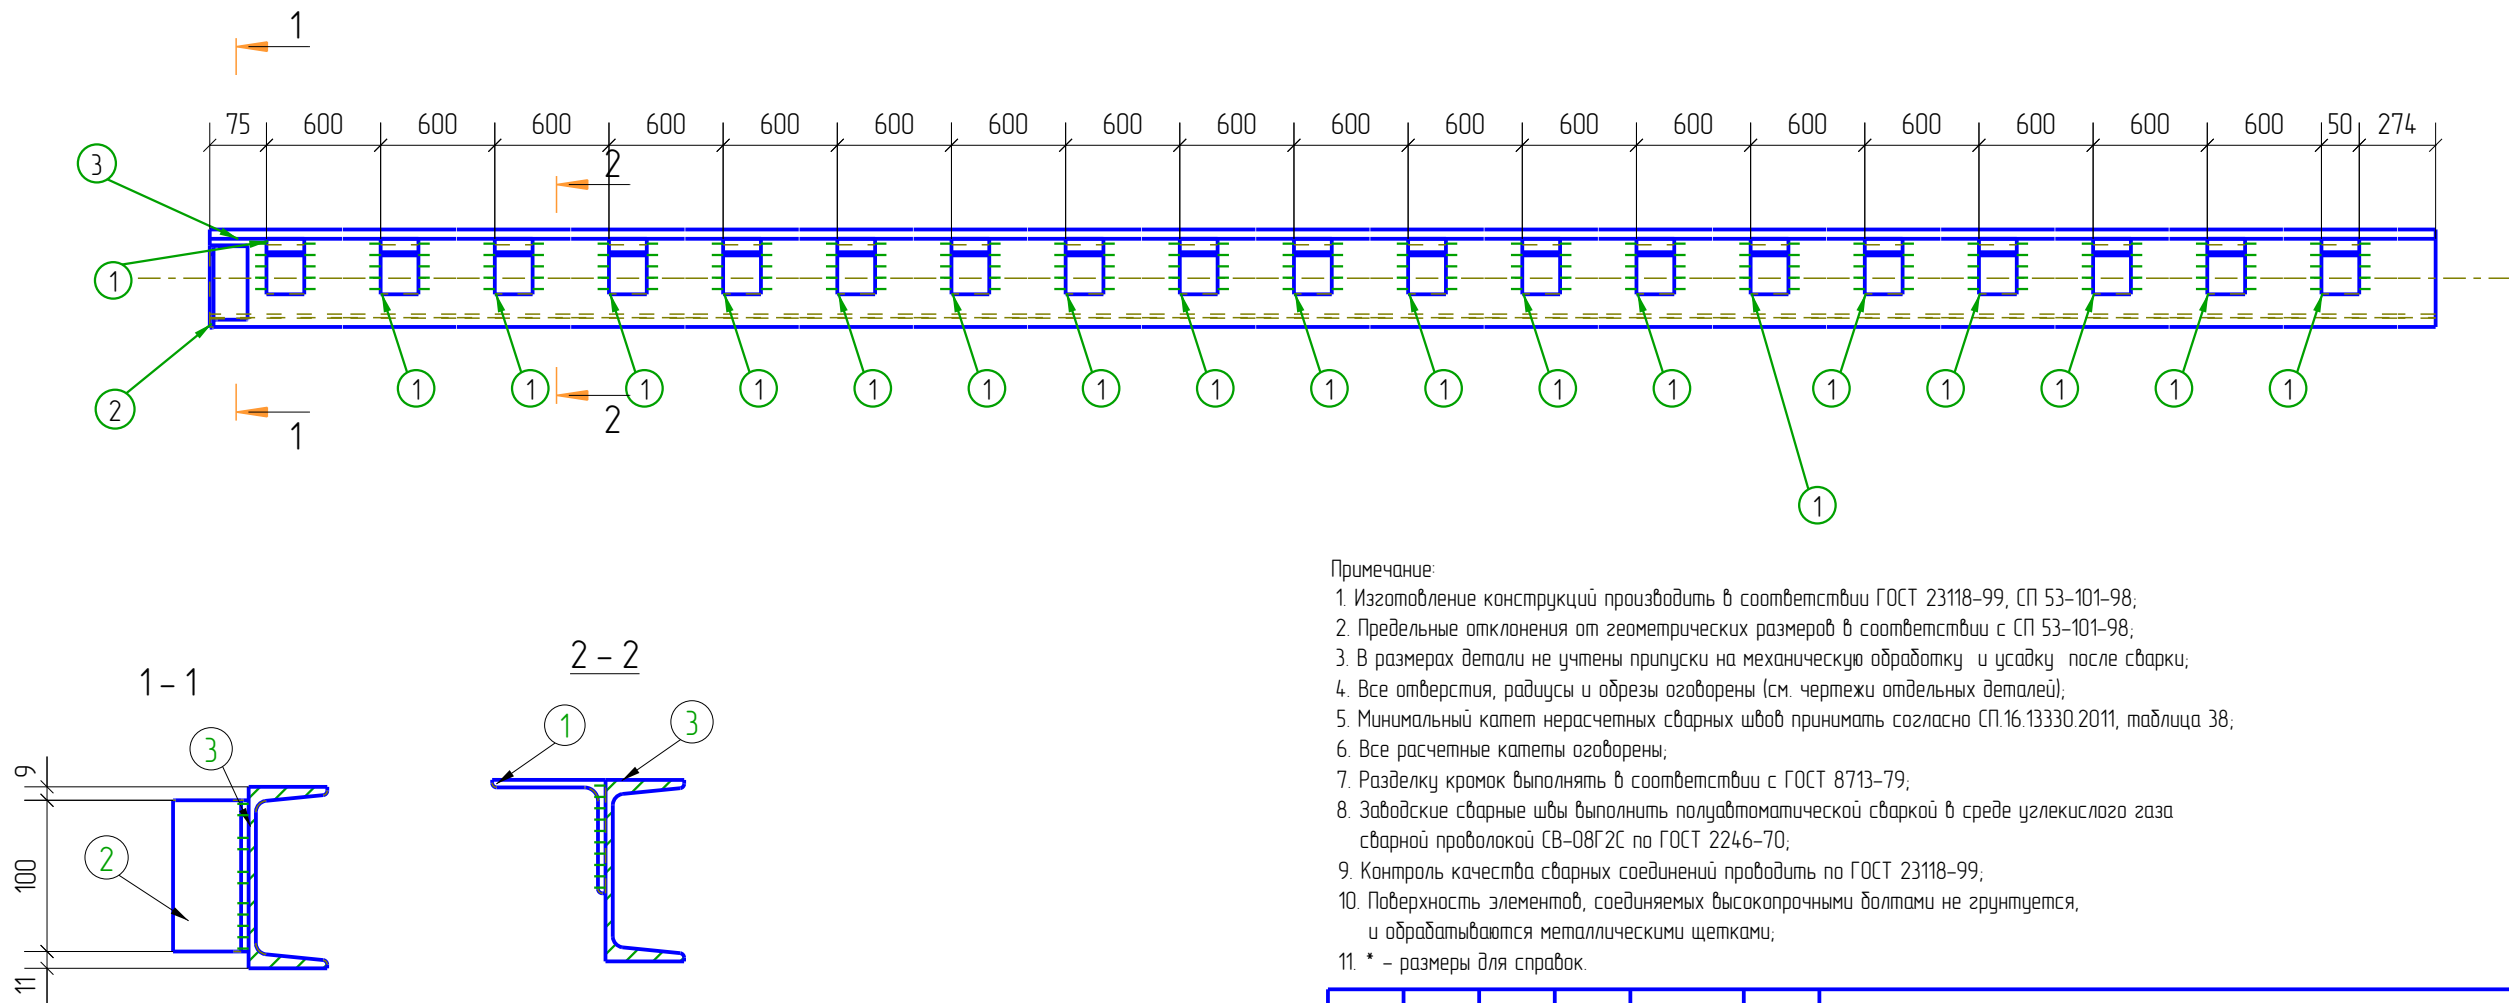 1
75 600 600 600 600 600 600 600 600 600 600 600 600 600 600 600 600 600 600 50 274
3
2
1
1 1 1 1 1 1 1 1 1 1 1 1 1 1 1 1 1
2
2
1
1
Примечание:
1. Изготовление конструкций производить в соответствии ГОСТ 23118-99, СП 53-101-98;
2. Предельные отклонения от геометрических размеров в соответствии с СП 53-101-98;
3. В размерах детали не учтены припуски на механическую обработку и усадку после сварки;
4. Все отверстия, радиусы и обрезы оговорены (см. чертежи отдельных деталей);
5. Минимальный катет нерасчетных сварных швов принимать согласно СП.16.13330.2011, таблица 38;
6. Все расчетные катеты оговорены;
7. Разделку кромок выполнять в соответствии с ГОСТ 8713-79;
8. Заводские сварные швы выполнить полуавтоматической сваркой в среде углекислого газа
сварной проволокой СВ-08Г2С по ГОСТ 2246-70;
9. Контроль качества сварных соединений проводить по ГОСТ 23118-99;
10. Поверхность элементов, соединяемых высокопрочными болтами не грунтуется,
и обрабатываются металлическими щетками;
11. * - размеры для справок.
1 - 1
3
9
2
100
11
2 - 2
1
3